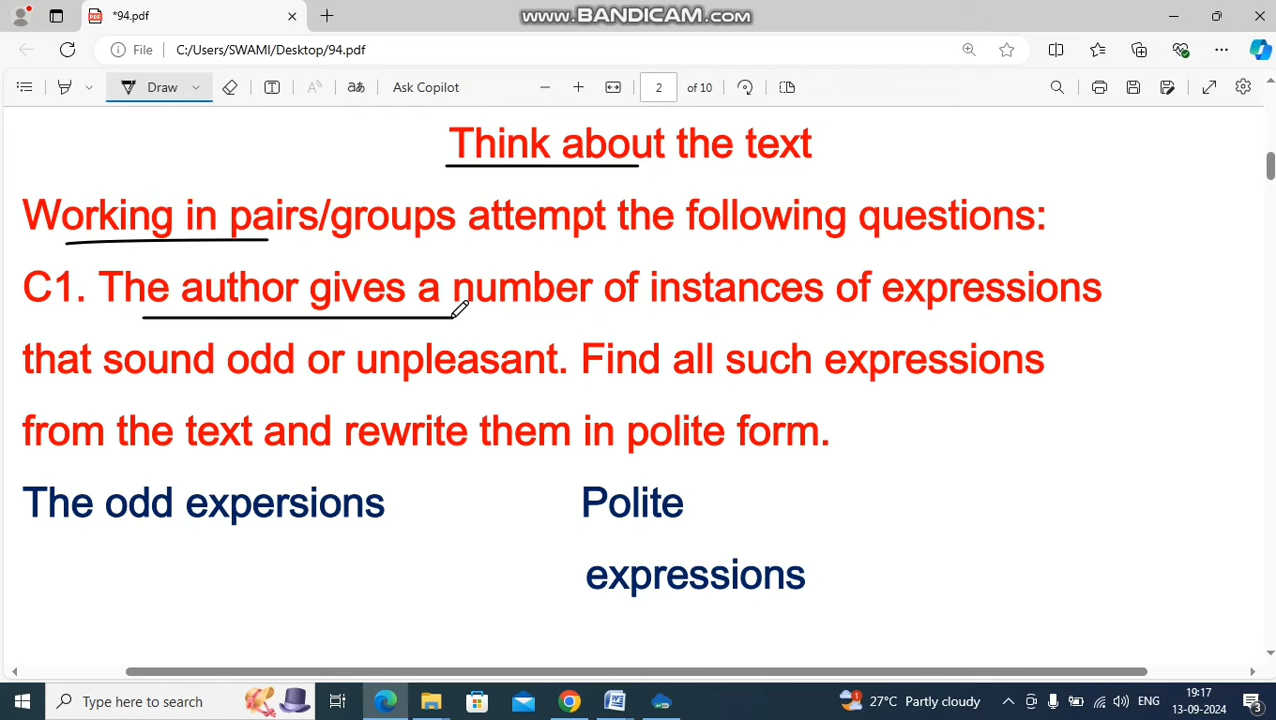 www.BANDICAM.com
*94.pdf
File C:/Users/SWAMI/Desktop/94.pdf
Draw Ask Copilot 2 of 10
Think about the text
Working in pairs/groups attempt the following questions:
C1. The author gives a number of instances of expressions
that sound odd or unpleasant. Find all such expressions
from the text and rewrite them in polite form.
The odd expersions Polite
expressions
Type here to search 27°C Partly cloudy ENG 19:17
13-09-2024